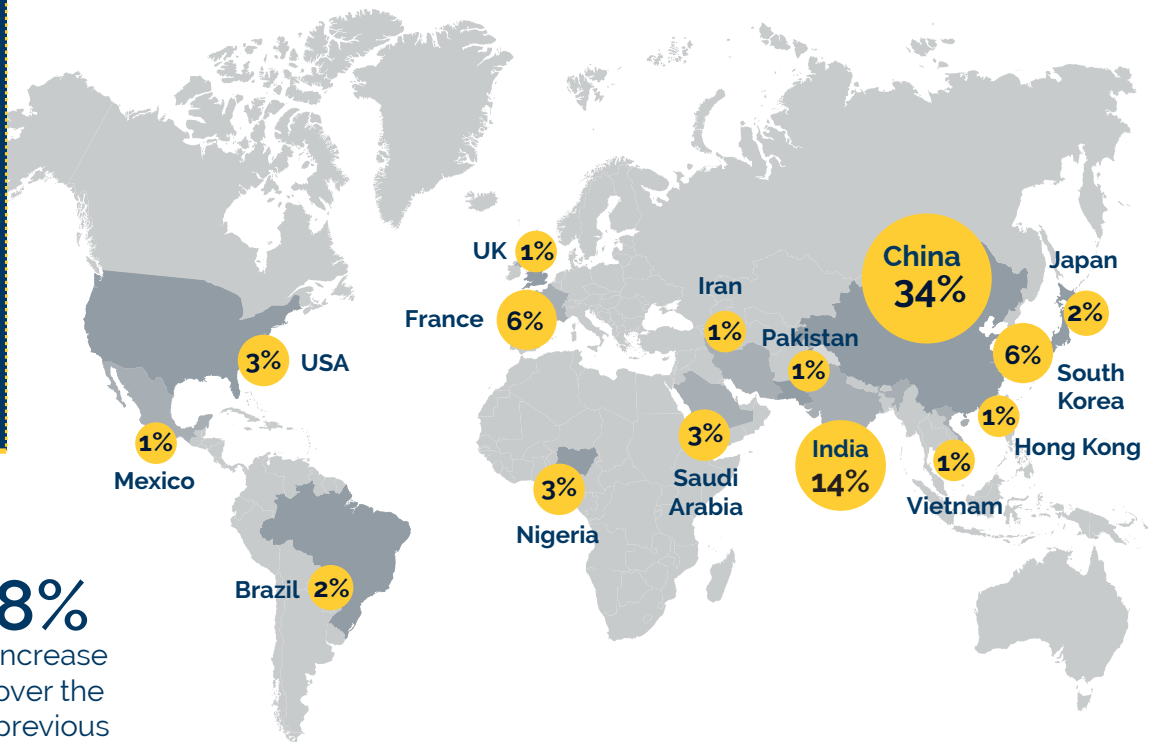 UK 1%
France 6%
3% USA
1%
Mexico
Brazil 2%
3%
Nigeria
3%
Saudi
Arabia
Iran
1%
Pakistan
1%
India
14%
China
34%
Japan
2%
6%
South
Korea
1%
Hong Kong
1%
Vietnam
8%
increase
over the
previous